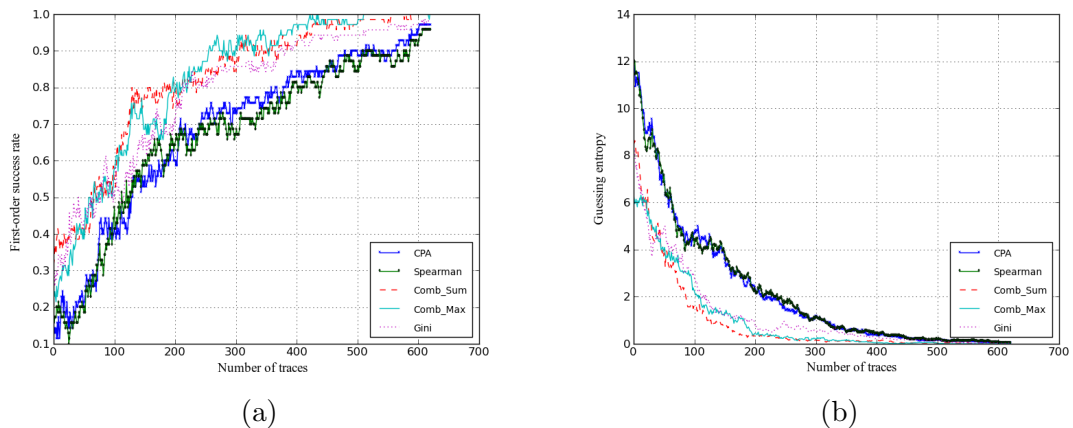 1.0
0.9
0.8
0.7
0.6
0.5
0.4
0.3
0.2
0.1
First-order success rate
0 100 200 300 400 500 600 700
Number of traces
CPA
Spearman
Comb_Sum
Comb_Max
Gini
(a)
14
12
10
8
6
4
2
0
Guessing entropy
0 100 200 300 400 500 600 700
Number of traces
CPA
Spearman
Comb_Sum
Comb_Max
Gini
(b)